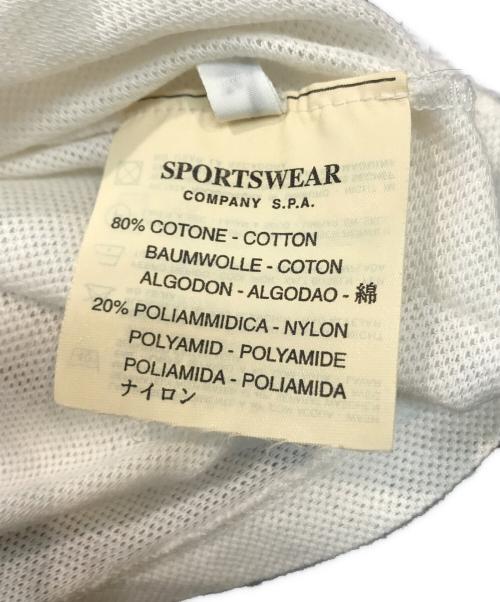 SPORTSWEAR
COMPANY S.P.A.
80% COTONE - COTTON
BAUMWOLLE - COTON
ALGODON - ALGODAO - 綿
20% POLIAMMIDICA - NYLON
POLYAMID - POLYAMIDE
POLIAMIDA - POLIAMIDA
ナイロン